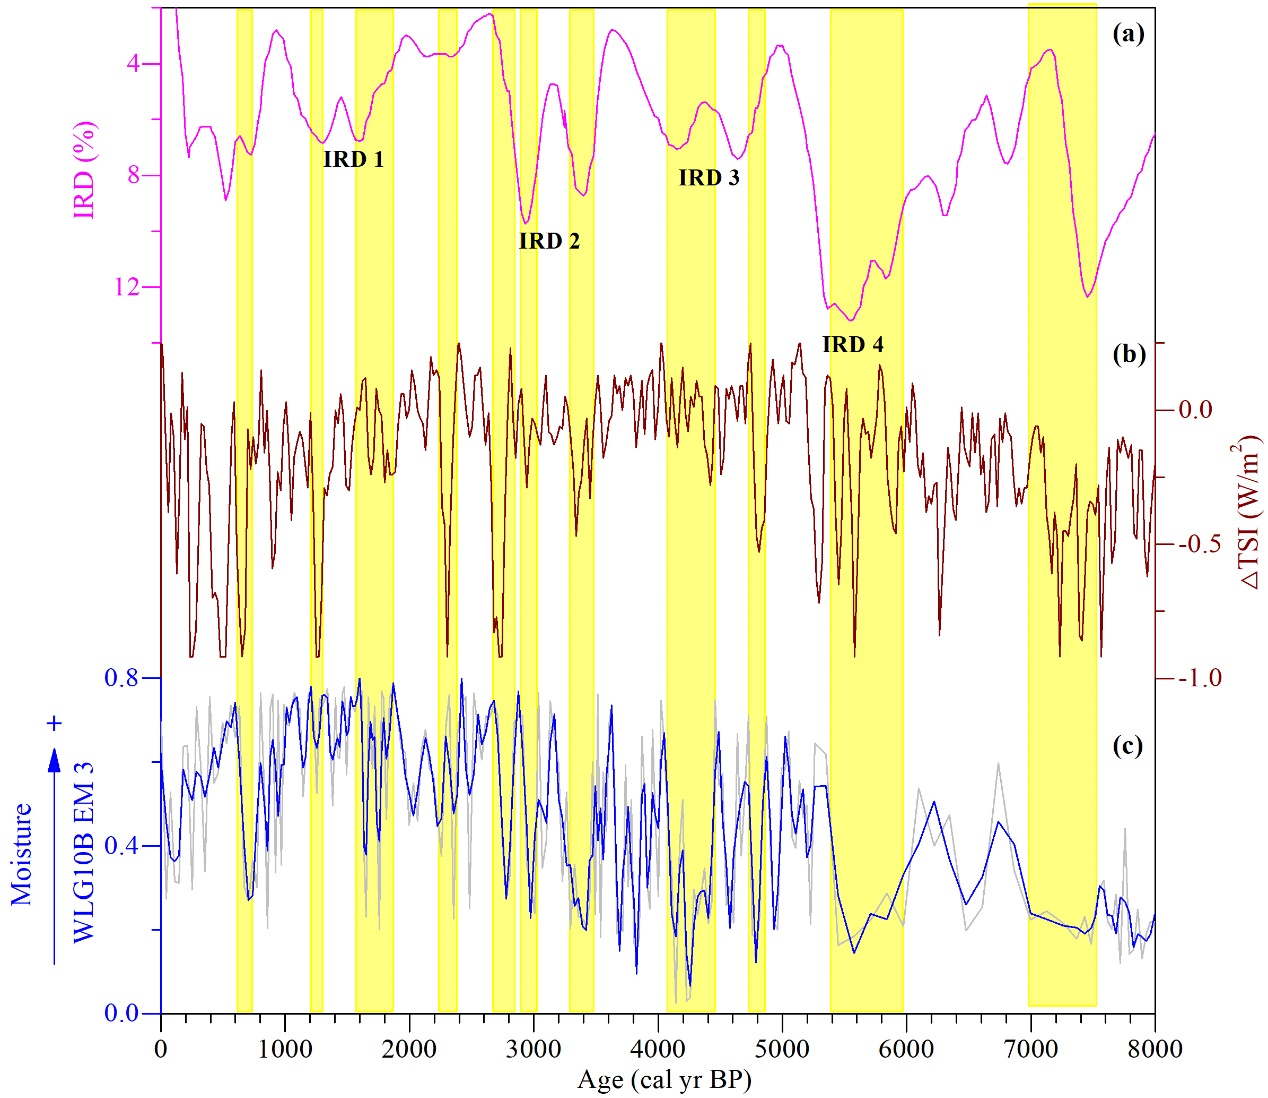 (a)
4
8
12
IRD (%)
IRD 1
IRD 2
IRD 3
IRD 4
(b)
-0.0
-0.5
-1.0
△TSI (W/m²)
(c)
0.8
0.4
0.0
Moisture +
WLG10B EM 3
0 1000 2000 3000 4000 5000 6000 7000 8000
Age (cal yr BP)